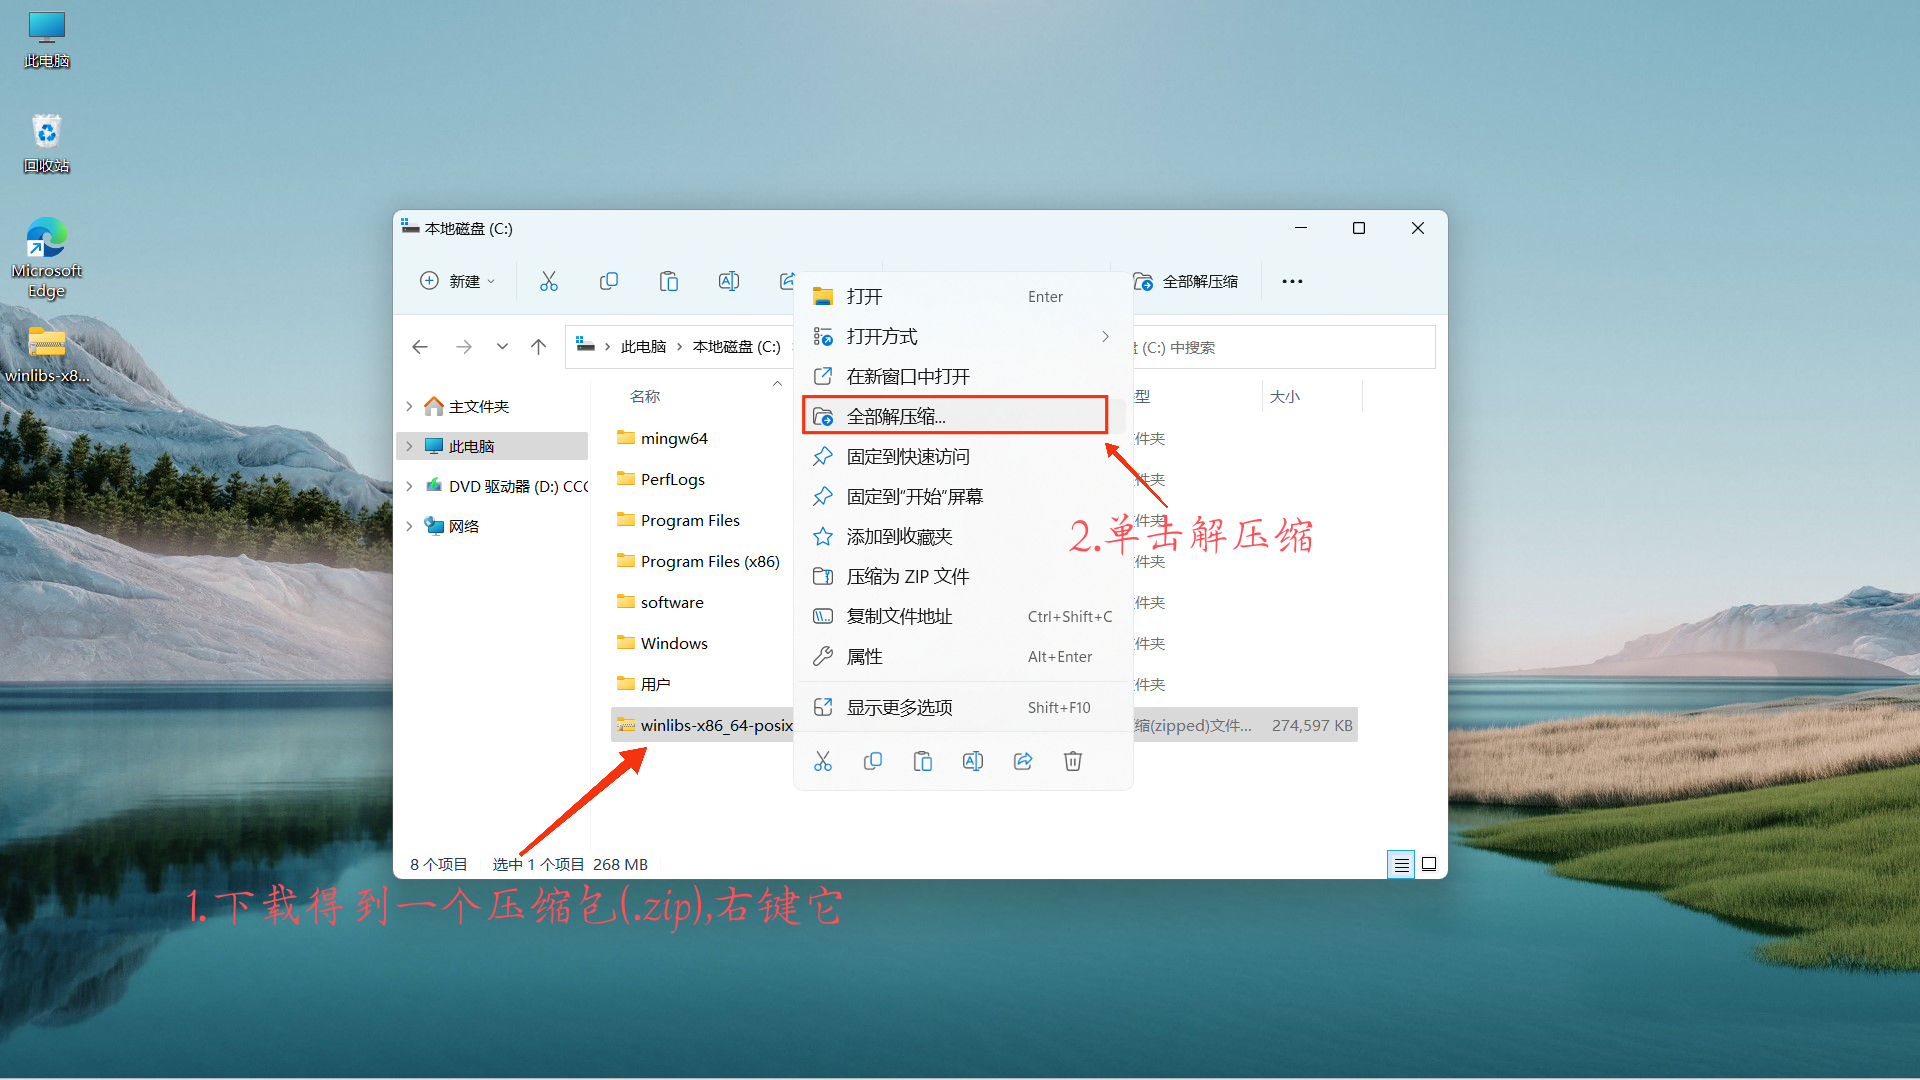 此电脑
回收站
Microsoft
Edge
winlibs-x8...
本地磁盘 (C:)
新建
全部解压缩
此电脑
本地磁盘 (C:)
(C:) 中搜索
主文件夹
此电脑
DVD 驱动器 (D:) CC
网络
名称
型
大小
mingw64
件夹
PerfLogs
件夹
Program Files
件夹
Program Files (x86)
件夹
software
件夹
Windows
件夹
用户
件夹
winlibs-x86_64-posix
缩(zipped)文件...
274,597 KB
打开
Enter
打开方式
在新窗口中打开
全部解压缩...
固定到快速访问
固定到"开始"屏幕
添加到收藏夹
压缩为 ZIP 文件
复制文件地址
Ctrl+Shift+C
属性
Alt+Enter
显示更多选项
Shift+F10
2.单击解压缩
8 个项目
选中 1 个项目 268 MB
1.下载得到一个压缩包(.zip),右键它